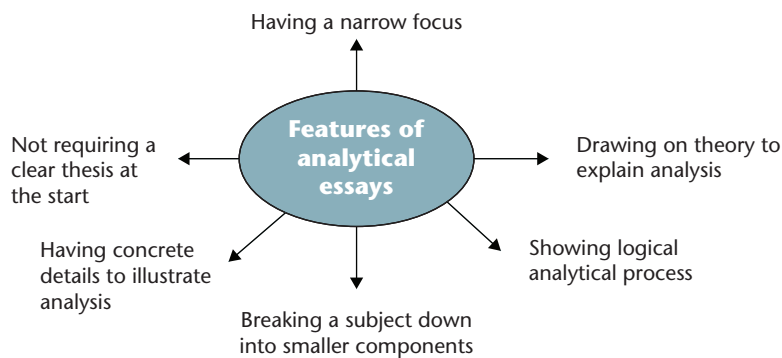 Having a narrow focus
Features of
analytical
essays
Not requiring a
clear thesis at
the start
Drawing on theory to
explain analysis
Having concrete
details to illustrate
analysis
Showing logical
analytical process
Breaking a subject down
into smaller components